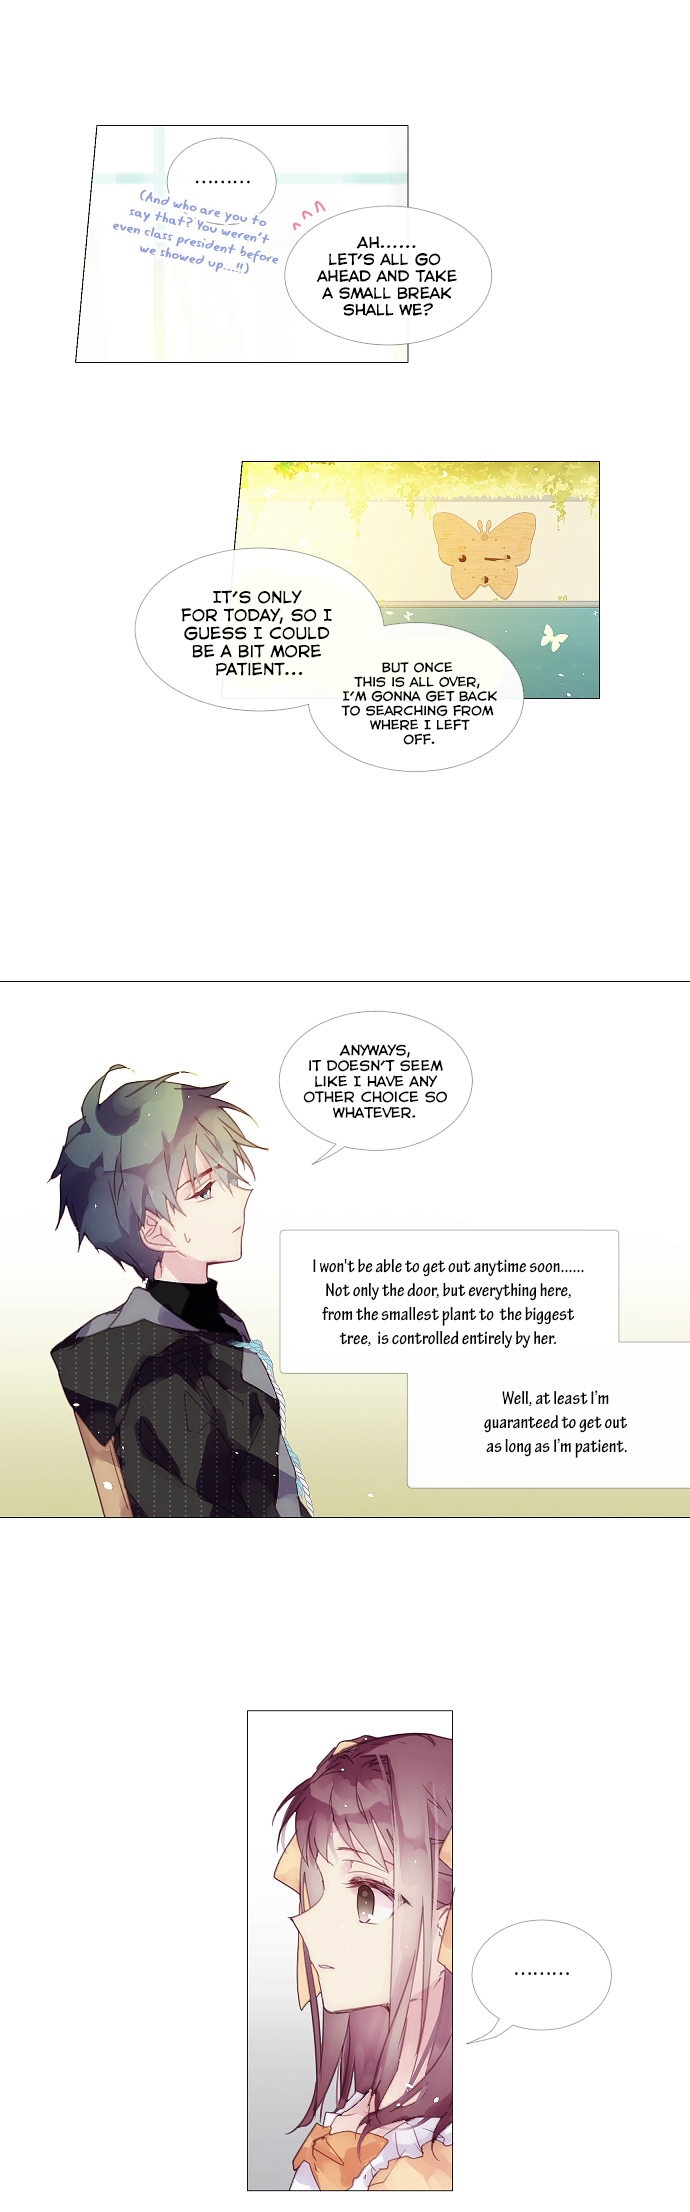 ………
(And who are you to
say that? You weren't
even class president before
we showed up...!!)
AH......
LET'S ALL GO
AHEAD AND TAKE
A SMALL BREAK
SHALL WE?
IT'S ONLY
FOR TODAY, SO I
GUESS I COULD
BE A BIT MORE
PATIENT...
BUT ONCE
THIS IS ALL OVER,
I'M GONNA GET BACK
TO SEARCHING FROM
WHERE I LEFT
OFF.
ANYWAYS,
IT DOESN'T SEEM
LIKE I HAVE ANY
OTHER CHOICE SO
WHATEVER.
I won't be able to get out anytime soon......
Not only the door, but everything here,
from the smallest plant to the biggest
tree, is controlled entirely by her.
Well, at least I'm
guaranteed to get out
as long as I'm patient.
………